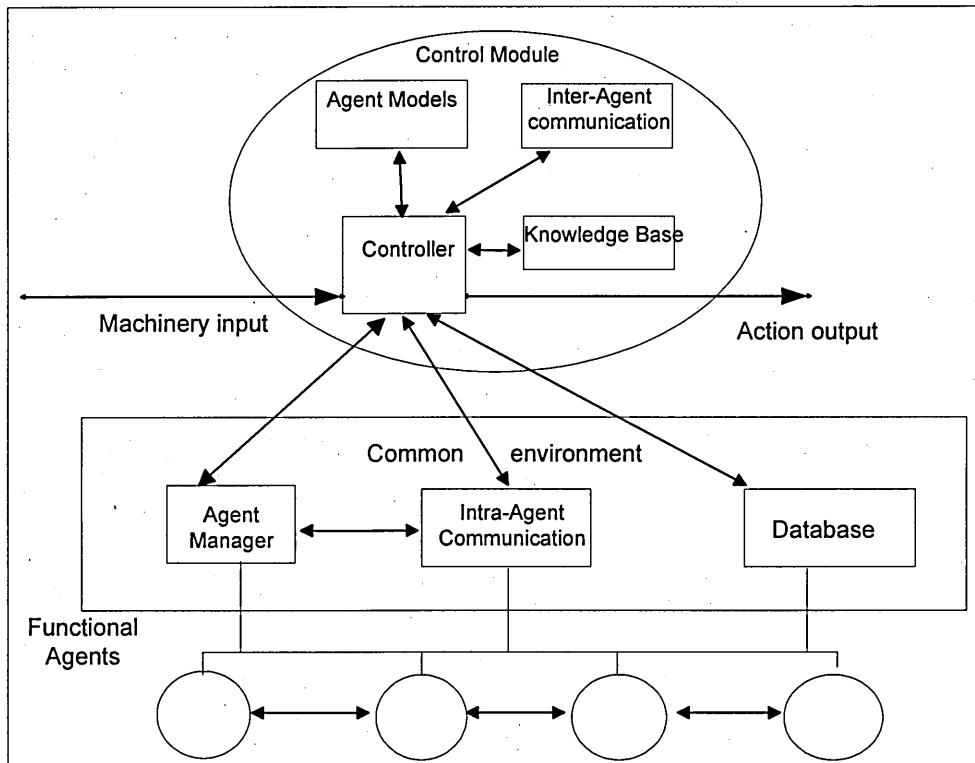 Control Module
Agent Models
Inter-Agent
communication
Controller
Knowledge Base
Machinery input
Action output
Common environment
Agent
Manager
Intra-Agent
Communication
Database
Functional
Agents